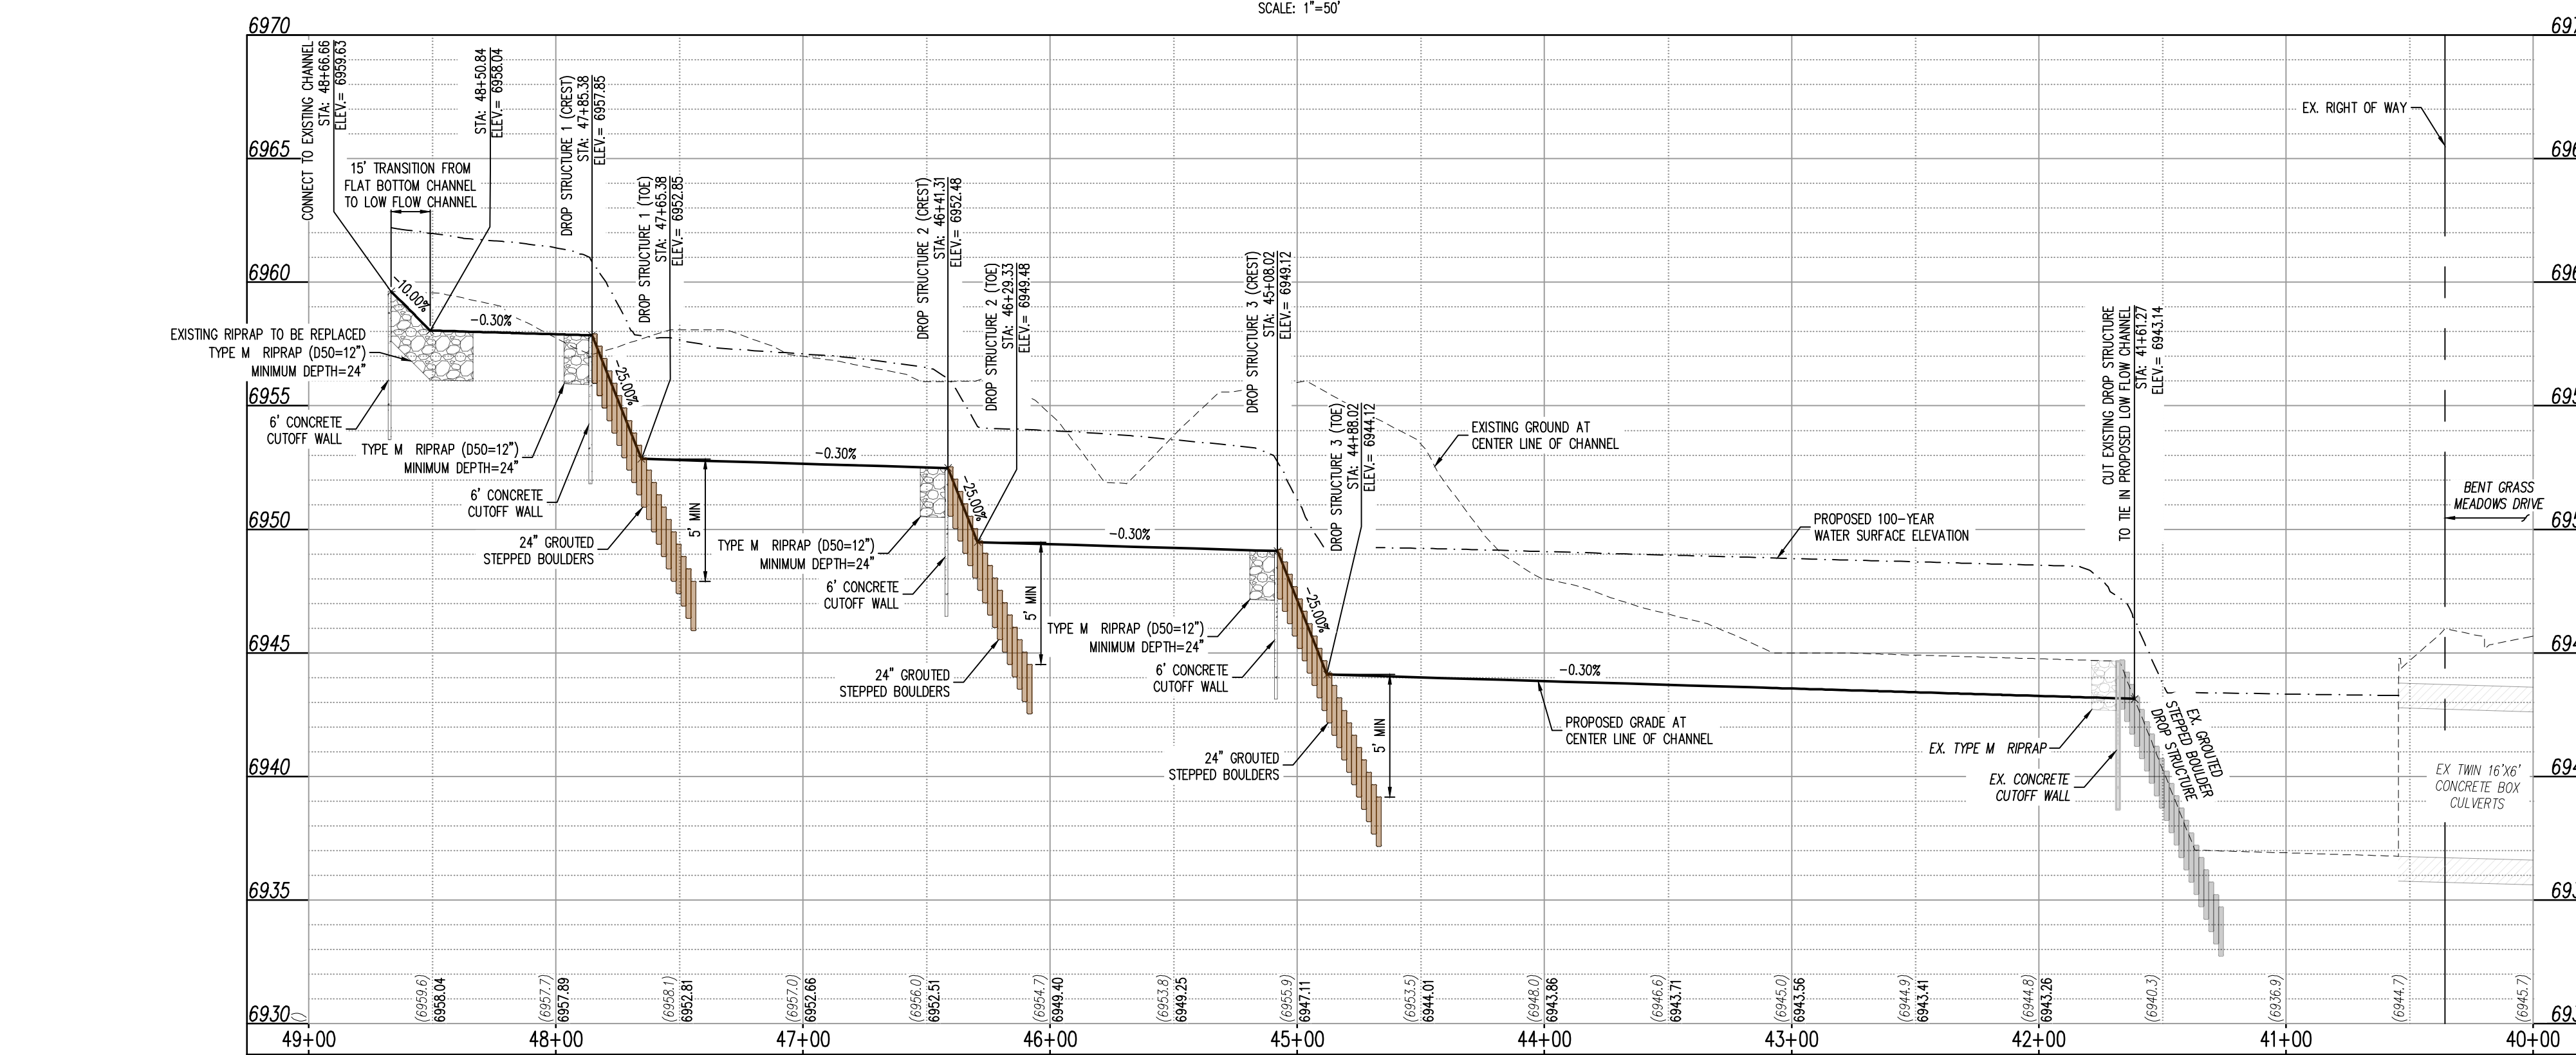 SCALE: 1"=50'
6970
6965
6960
6955
6950
6945
6940
6935
6930
CONNECT TO EXISTING CHANNEL
STA: 48+66.66
ELEV.= 6959.63
STA: 48+50.84
ELEV.= 6958.04
15' TRANSITION FROM
FLAT BOTTOM CHANNEL
TO LOW FLOW CHANNEL
DROP STRUCTURE 1 (CREST)
STA: 47+85.38
ELEV.= 6957.85
DROP STRUCTURE 1 (TOE)
STA: 47+65.38
ELEV.= 6952.85
DROP STRUCTURE 2 (CREST)
STA: 46+41.31
ELEV.= 6952.48
DROP STRUCTURE 2 (TOE)
STA: 46+29.33
ELEV.= 6949.48
DROP STRUCTURE 3 (CREST)
STA: 45+08.02
ELEV.= 6949.12
DROP STRUCTURE 3 (TOE)
STA: 44+88.02
ELEV.= 6944.12
CUT EXISTING DROP STRUCTURE
TO TIE IN PROPOSED LOW FLOW CHANNEL
STA: 41+61.27
ELEV.= 6943.14
EX. RIGHT OF WAY
BENT GRASS
MEADOWS DRIVE
-10.00%
-0.30%
-25.00%
EXISTING RIPRAP TO BE REPLACED
TYPE M RIPRAP (D50=12")
MINIMUM DEPTH=24"
6' CONCRETE
CUTOFF WALL
TYPE M RIPRAP (D50=12")
MINIMUM DEPTH=24"
6' CONCRETE
CUTOFF WALL
24" GROUTED
STEPPED BOULDERS
5' MIN
-0.30%
-25.00%
TYPE M RIPRAP (D50=12")
MINIMUM DEPTH=24"
6' CONCRETE
CUTOFF WALL
24" GROUTED
STEPPED BOULDERS
5' MIN
-0.30%
-25.00%
TYPE M RIPRAP (D50=12")
MINIMUM DEPTH=24"
6' CONCRETE
CUTOFF WALL
24" GROUTED
STEPPED BOULDERS
5' MIN
-0.30%
EXISTING GROUND AT
CENTER LINE OF CHANNEL
PROPOSED 100-YEAR
WATER SURFACE ELEVATION
PROPOSED GRADE AT
CENTER LINE OF CHANNEL
EX. TYPE M RIPRAP
EX. CONCRETE
CUTOFF WALL
EX. GROUTED
STEPPED BOULDER
DROP STRUCTURE
EX TWIN 16'X6'
CONCRETE BOX
CULVERTS
697
696
696
695
695
694
694
693
693
()
(6959.6)
6958.04
(6957.7)
6957.89
(6958.1)
6952.81
(6957.0)
6952.66
(6956.0)
6952.51
(6954.7)
6949.40
(6953.8)
6949.25
(6955.9)
6947.11
(6953.5)
6944.01
(6948.0)
6943.86
(6946.6)
6943.71
(6945.0)
6943.56
(6944.9)
6943.41
(6944.8)
6943.26
(6940.3)
(6936.9)
(6944.7)
(6945.7)
49+00 48+00 47+00 46+00 45+00 44+00 43+00 42+00 41+00 40+00